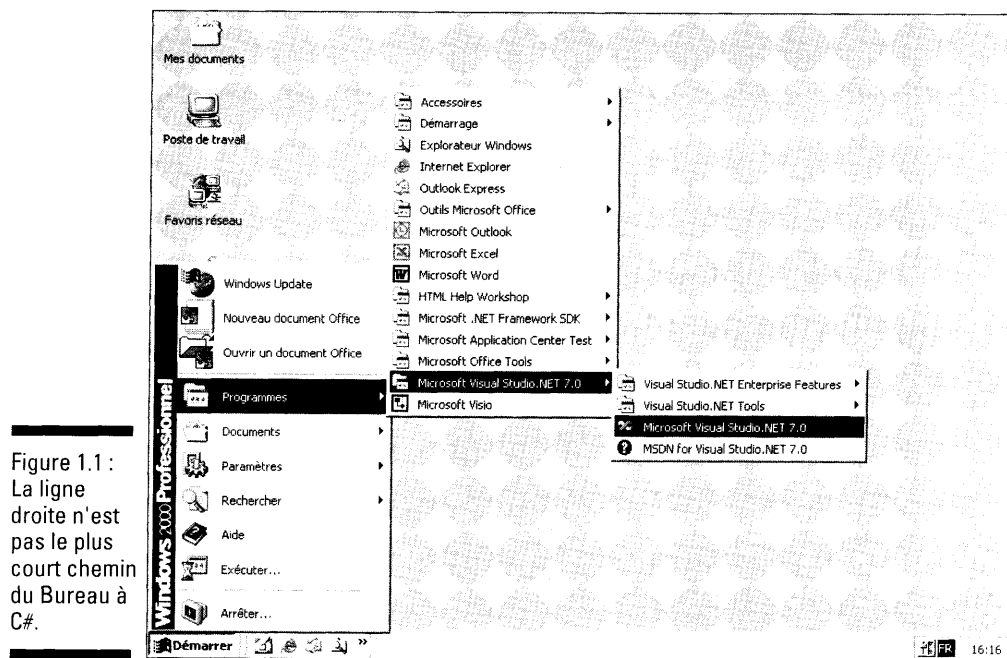 Mes documents
Poste de travail
Favoris réseau
Windows Update
Nouveau document Office
Ouvrir un document Office
Programmes
Documents
Paramètres
Rechercher
Aide
Exécuter...
Arrêter...
Windows 2000 Professionnel
Accessoires
Démarrage
Explorateur Windows
Internet Explorer
Outlook Express
Outils Microsoft Office
Microsoft Outlook
Microsoft Excel
Microsoft Word
HTML Help Workshop
Microsoft .NET Framework SDK
Microsoft Application Center Test
Microsoft Office Tools
Microsoft Visual Studio.NET 7.0
Microsoft Visio
Visual Studio.NET Enterprise Features
Visual Studio.NET Tools
Microsoft Visual Studio.NET 7.0
MSDN for Visual Studio.NET 7.0
Démarrer
»
FR
16:16
Figure 1.1 :
La ligne
droite n'est
pas le plus
court chemin
du Bureau à
C#.